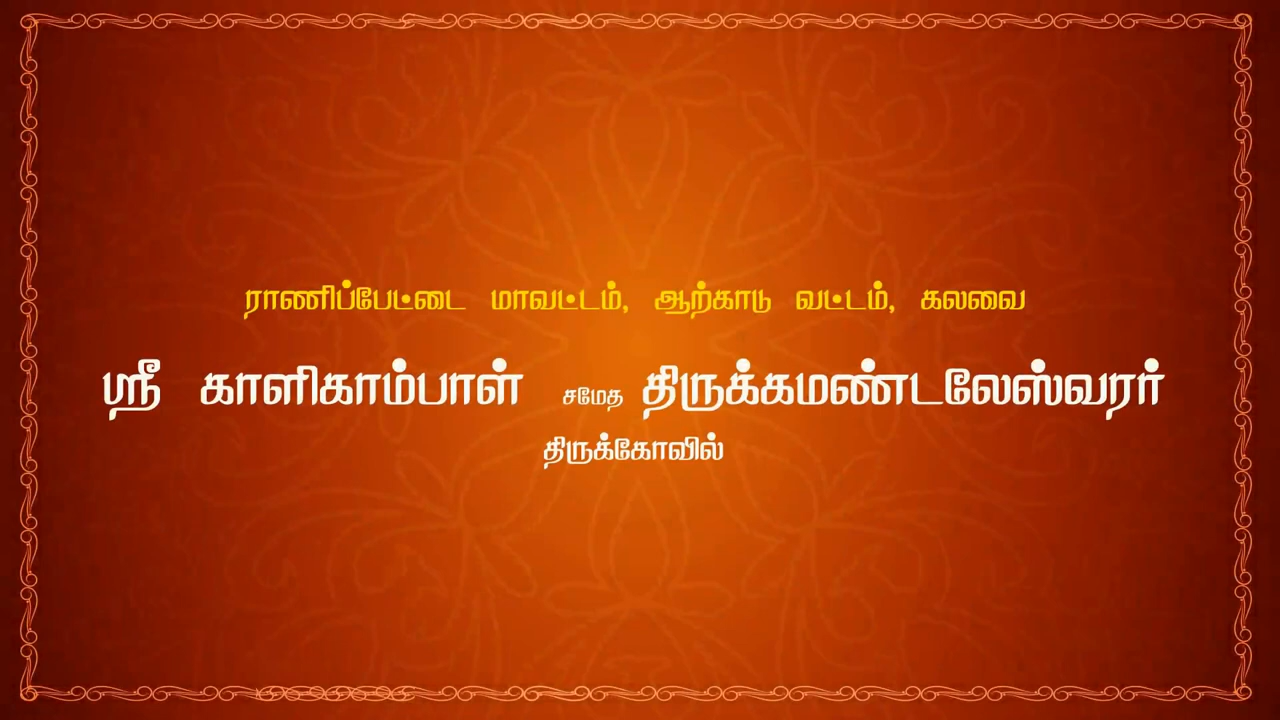 ராணிப்பேட்டை மாவட்டம், ஆற்காடு வட்டம், கலவை
ஸ்ரீ காளிகாம்பாள் சமேத திருக்கமண்டலேஸ்வரர்
திருக்கோவில்